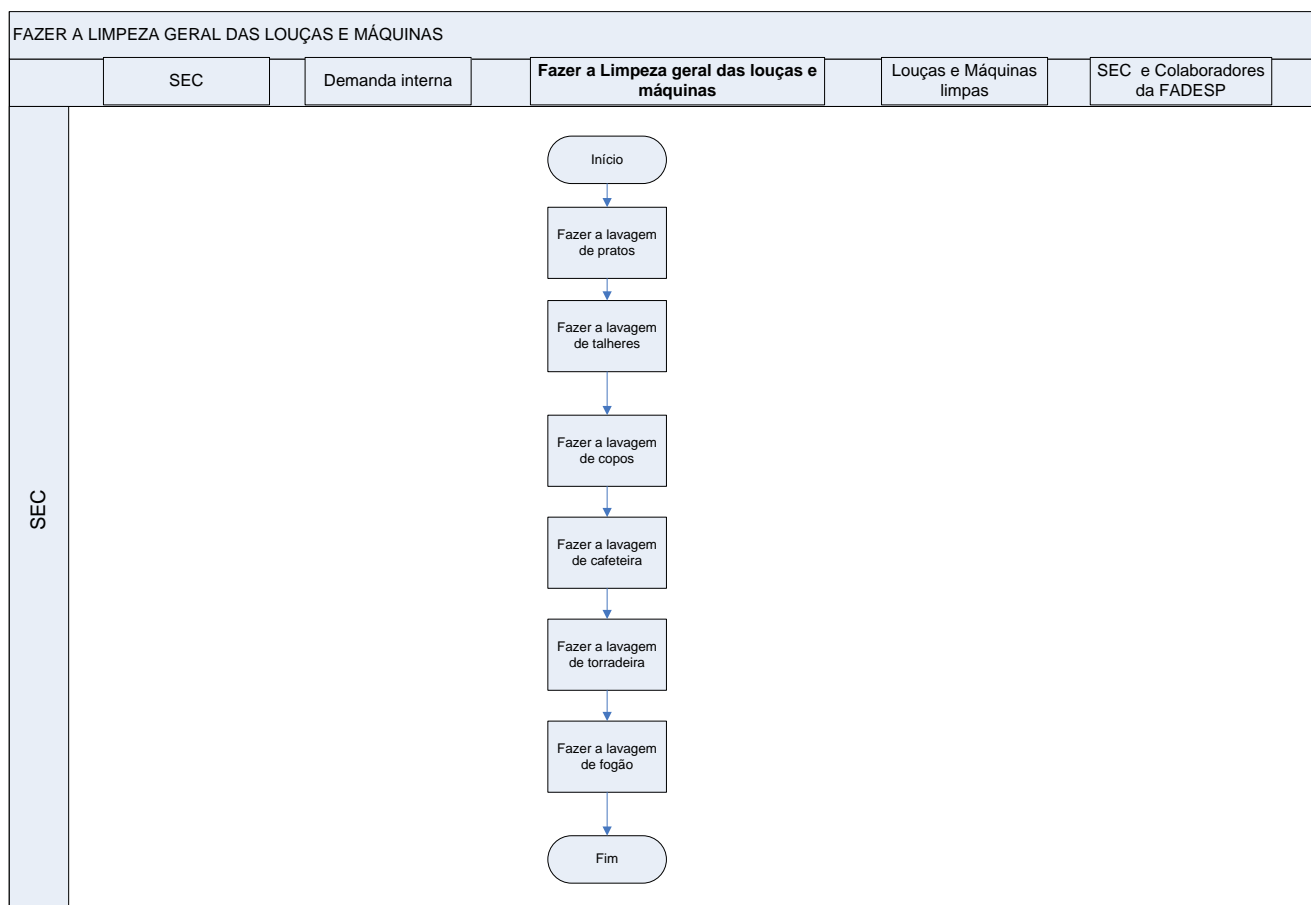 FAZER A LIMPEZA GERAL DAS LOUÇAS E MÁQUINAS
SEC
Demanda interna
Fazer a Limpeza geral das louças e
máquinas
Louças e Máquinas
limpas
SEC e Colaboradores
da FADESP
SEC
Início
Fazer a lavagem
de pratos
Fazer a lavagem
de talheres
Fazer a lavagem
de copos
Fazer a lavagem
de cafeteira
Fazer a lavagem
de torradeira
Fazer a lavagem
de fogão
Fim